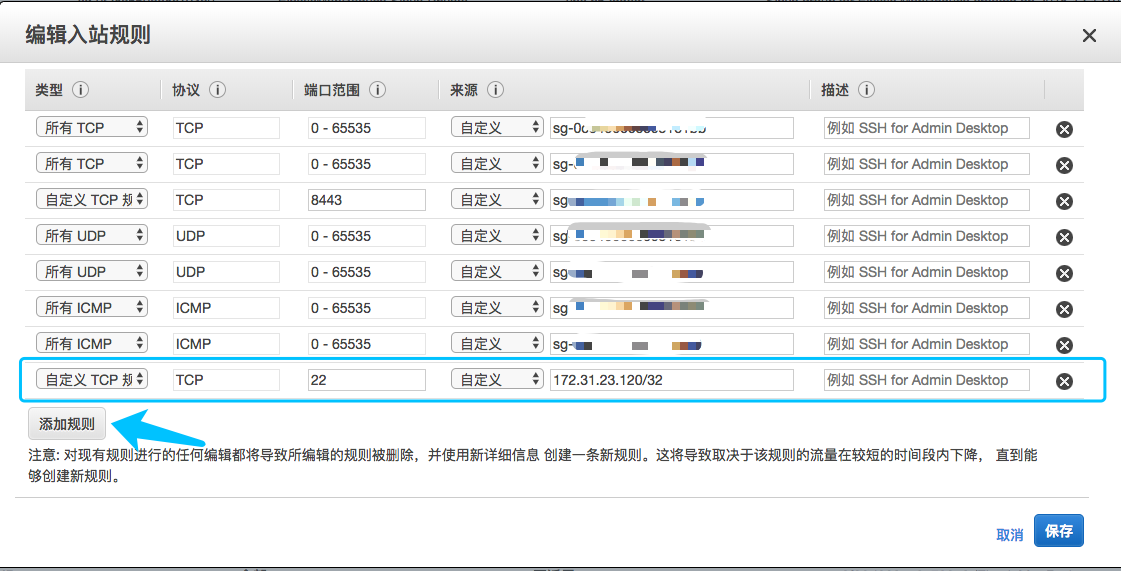 编辑入站规则
类型 协议 端口范围 来源 描述
所有 TCP TCP 0 - 65535 自定义 例如 SSH for Admin Desktop
所有 TCP TCP 0 - 65535 自定义 sg- 例如 SSH for Admin Desktop
自定义 TCP 规 TCP 8443 自定义 sg 例如 SSH for Admin Desktop
所有 UDP UDP 0 - 65535 自定义 sg 例如 SSH for Admin Desktop
所有 UDP UDP 0 - 65535 自定义 sg 例如 SSH for Admin Desktop
所有 ICMP ICMP 0 - 65535 自定义 sg 例如 SSH for Admin Desktop
所有 ICMP ICMP 0 - 65535 自定义 sg- 例如 SSH for Admin Desktop
自定义 TCP 规 TCP 22 自定义 172.31.23.120/32 例如 SSH for Admin Desktop
添加规则
注意: 对现有规则进行的任何编辑都将导致所编辑的规则被删除，并使用新详细信息 创建一条新规则。这将导致取决于该规则的流量在较短的时间段内下降， 直到能
够创建新规则。
取消 保存